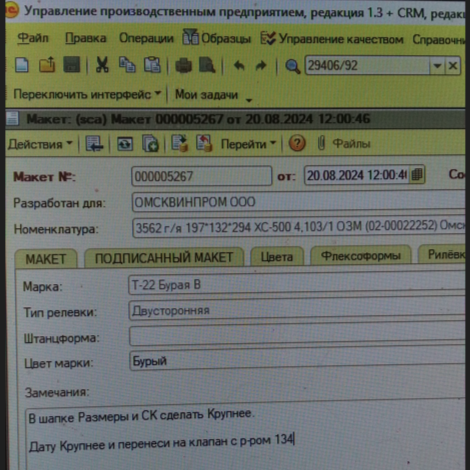 Управление производственным предприятием, редакция 1.3 + CRM, редак
Файл Правка Операции Образцы Управление качеством Справочн
29406/92
Переключить интерфейс Мои задачи
Макет: (sca) Макет 000005267 от 20.08.2024 12:00:46
Действия Перейти Файлы
Макет №: 000005267 от: 20.08.2024 12:00:4 Со
Разработан для: ОМСКВИНПРОМ ООО
Номенклатура: 3562 г/я 197*132*294 ХС-500 4,103/1 ОЗМ (02-00022252) Омск
МАКЕТ ПОДПИСАННЫЙ МАКЕТ Цвета Флексоформы Рилёвк
Марка: Т-22 Бурая В
Тип релевки: Двусторонняя
Штанцформа:
Цвет марки: Бурый
Замечания:
В шапке Размеры и СК сделать Крупнее.
Дату Крупнее и перенеси на клапан с р-ром 134